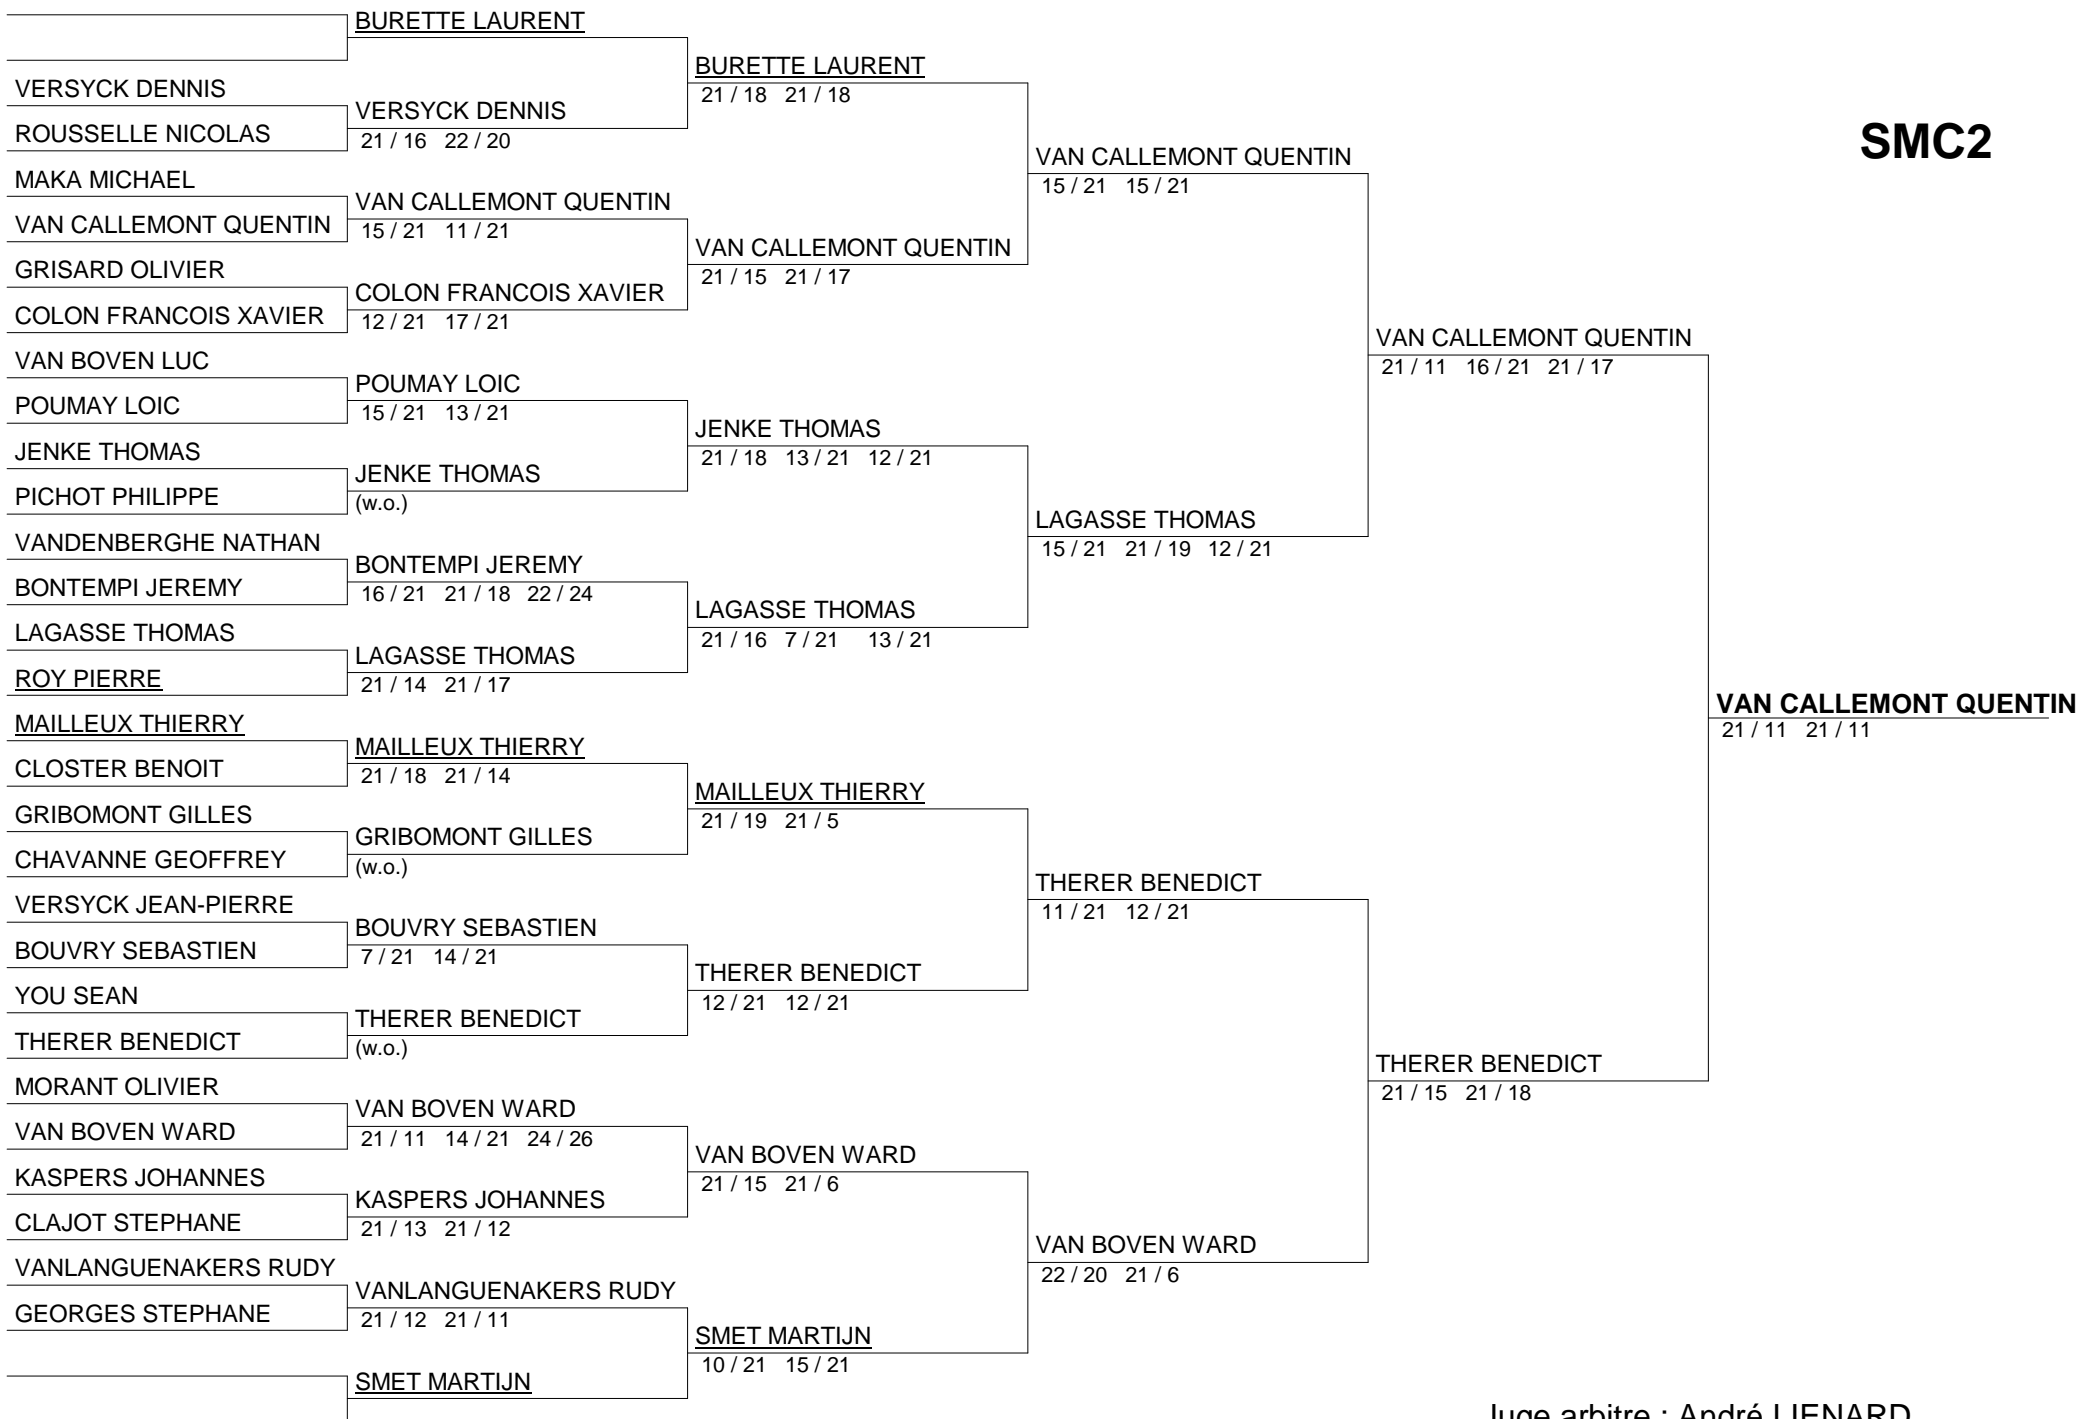 BURETTE LAURENT
BURETTE LAURENT
21 / 18 21 / 18
VERSYCK DENNIS
VERSYCK DENNIS
21 / 16 22 / 20
ROUSSELLE NICOLAS
SMC2
VAN CALLEMONT QUENTIN
15 / 21 15 / 21
MAKA MICHAEL
VAN CALLEMONT QUENTIN
15 / 21 11 / 21
VAN CALLEMONT QUENTIN
VAN CALLEMONT QUENTIN
21 / 15 21 / 17
GRISARD OLIVIER
COLON FRANCOIS XAVIER
12 / 21 17 / 21
COLON FRANCOIS XAVIER
VAN CALLEMONT QUENTIN
21 / 11 16 / 21 21 / 17
VAN BOVEN LUC
POUMAY LOIC
15 / 21 13 / 21
POUMAY LOIC
JENKE THOMAS
21 / 18 13 / 21 12 / 21
JENKE THOMAS
JENKE THOMAS
(w.o.)
PICHOT PHILIPPE
LAGASSE THOMAS
15 / 21 21 / 19 12 / 21
VANDENBERGHE NATHAN
BONTEMPI JEREMY
16 / 21 21 / 18 22 / 24
BONTEMPI JEREMY
LAGASSE THOMAS
21 / 16 7 / 21 13 / 21
LAGASSE THOMAS
LAGASSE THOMAS
21 / 14 21 / 17
ROY PIERRE
VAN CALLEMONT QUENTIN
21 / 11 21 / 11
MAILLEUX THIERRY
MAILLEUX THIERRY
21 / 18 21 / 14
CLOSTER BENOIT
MAILLEUX THIERRY
21 / 19 21 / 5
GRIBOMONT GILLES
GRIBOMONT GILLES
(w.o.)
CHAVANNE GEOFFREY
THERER BENEDICT
11 / 21 12 / 21
VERSYCK JEAN-PIERRE
BOUVRY SEBASTIEN
7 / 21 14 / 21
BOUVRY SEBASTIEN
THERER BENEDICT
12 / 21 12 / 21
YOU SEAN
THERER BENEDICT
(w.o.)
THERER BENEDICT
THERER BENEDICT
21 / 15 21 / 18
MORANT OLIVIER
VAN BOVEN WARD
21 / 11 14 / 21 24 / 26
VAN BOVEN WARD
VAN BOVEN WARD
21 / 15 21 / 6
KASPERS JOHANNES
KASPERS JOHANNES
21 / 13 21 / 12
CLAJOT STEPHANE
VAN BOVEN WARD
22 / 20 21 / 6
VANLANGUENAKERS RUDY
VANLANGUENAKERS RUDY
21 / 12 21 / 11
GEORGES STEPHANE
SMET MARTIJN
10 / 21 15 / 21
SMET MARTIJN
Juge arbitre : André LIENARD